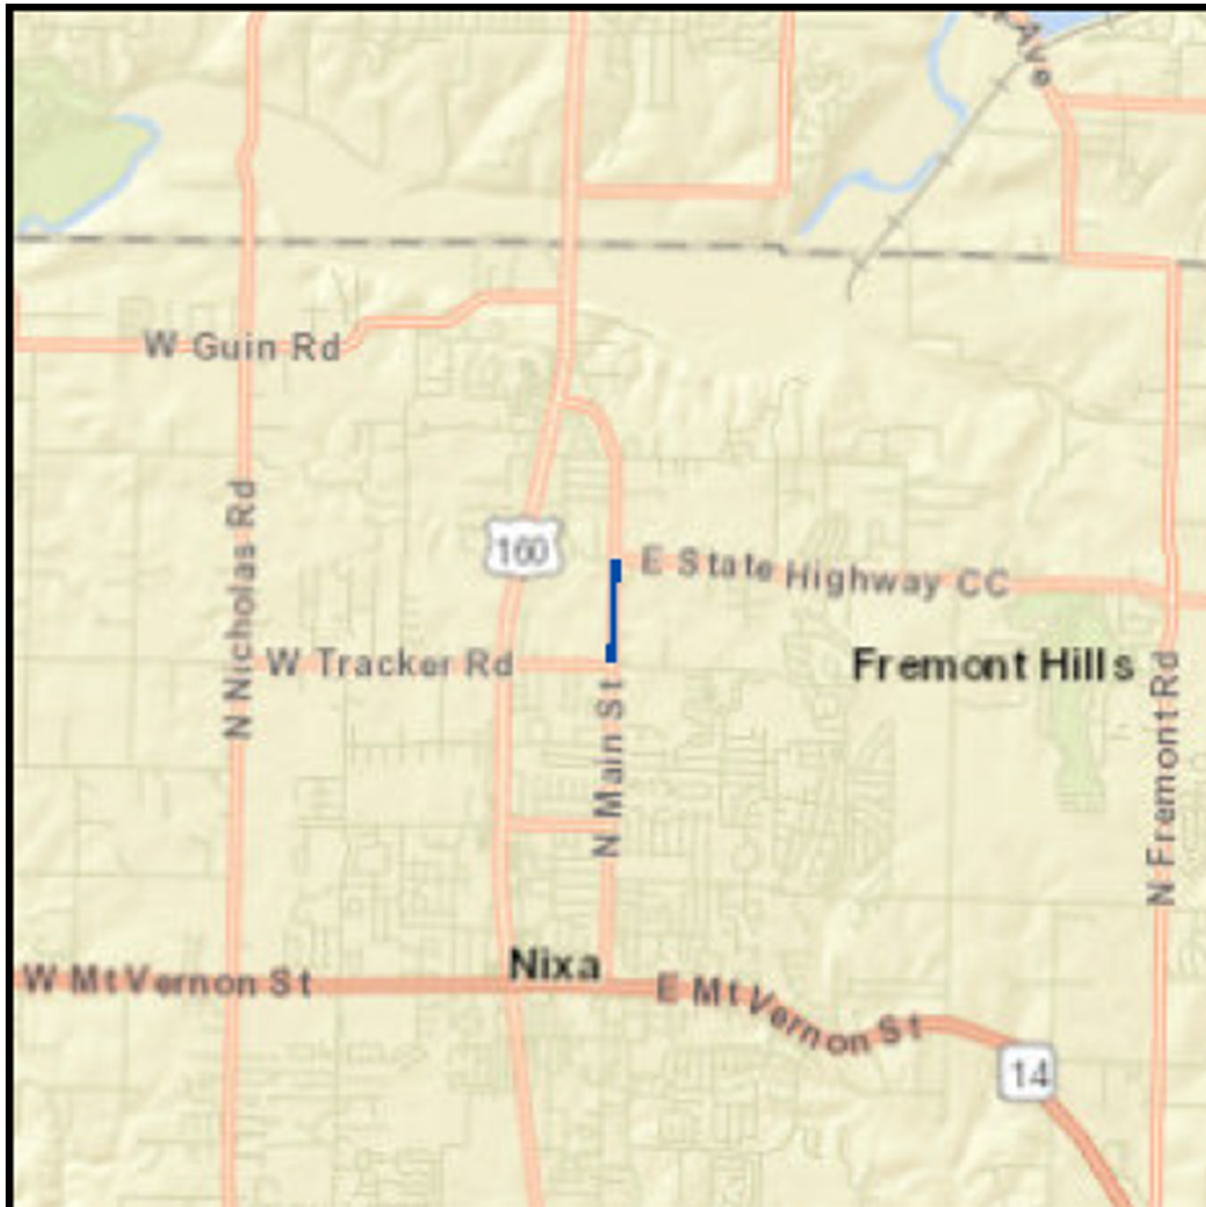 Ave
W Guin Rd
N Nicholas Rd
160
E State Highway CC
W Tracker Rd
Fremont Hills
N Main St
N Fremont Rd
Nixa
W Mt Vernon St
E Mt Vernon St
14